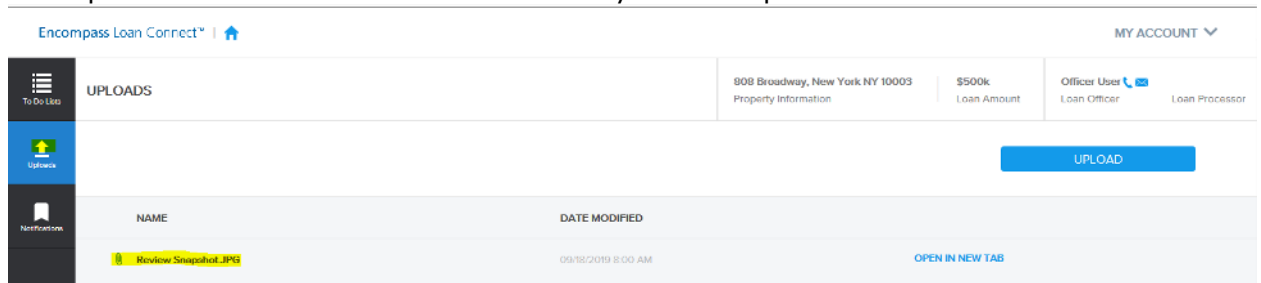 Encompass Loan Connect™
MY ACCOUNT
To Do Lists
UPLOADS
808 Broadway, New York NY 10003
Property Information
$500k
Loan Amount
Officer User
Loan Officer
Loan Processor
Uploads
UPLOAD
Notifications
NAME
DATE MODIFIED
Review Snapshot.JPG
09/18/2019 8:00 AM
OPEN IN NEW TAB